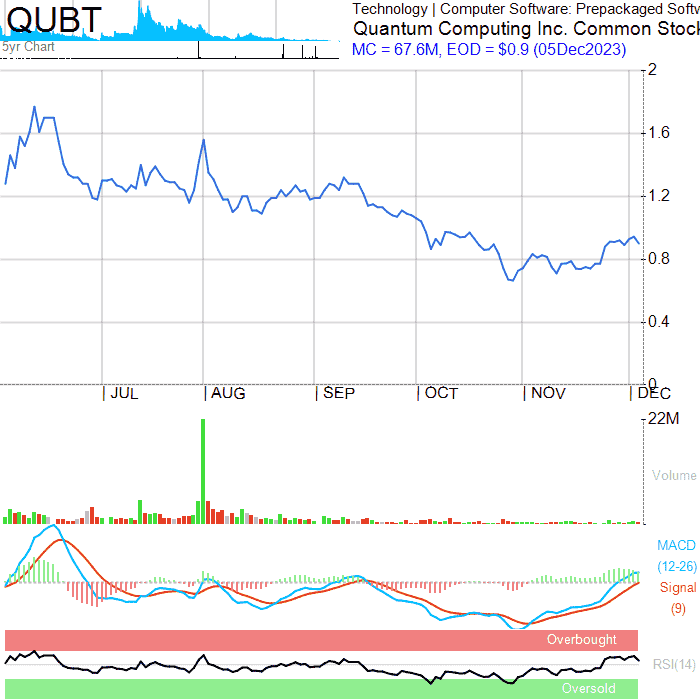 QUBT
5yr Chart
Technology | Computer Software: Prepackaged Softw
Quantum Computing Inc. Common Stock
MC = 67.6M, EOD = $0.9 (05Dec2023)
2
1.6
1.2
0.8
0.4
0
| JUL | AUG | SEP | OCT | NOV | DEC
22M
Volume
MACD
(12-26)
Signal
(9)
Overbought
RSI(14)
Oversold